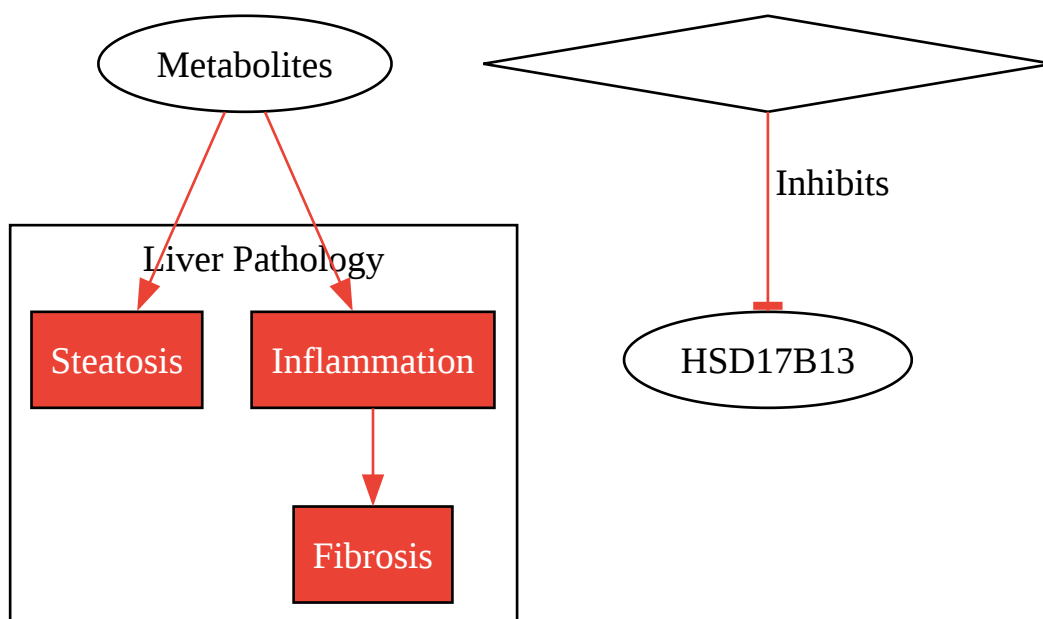 Metabolites
Inhibits
Liver Pathology
Steatosis
Inflammation
HSD17B13
Fibrosis